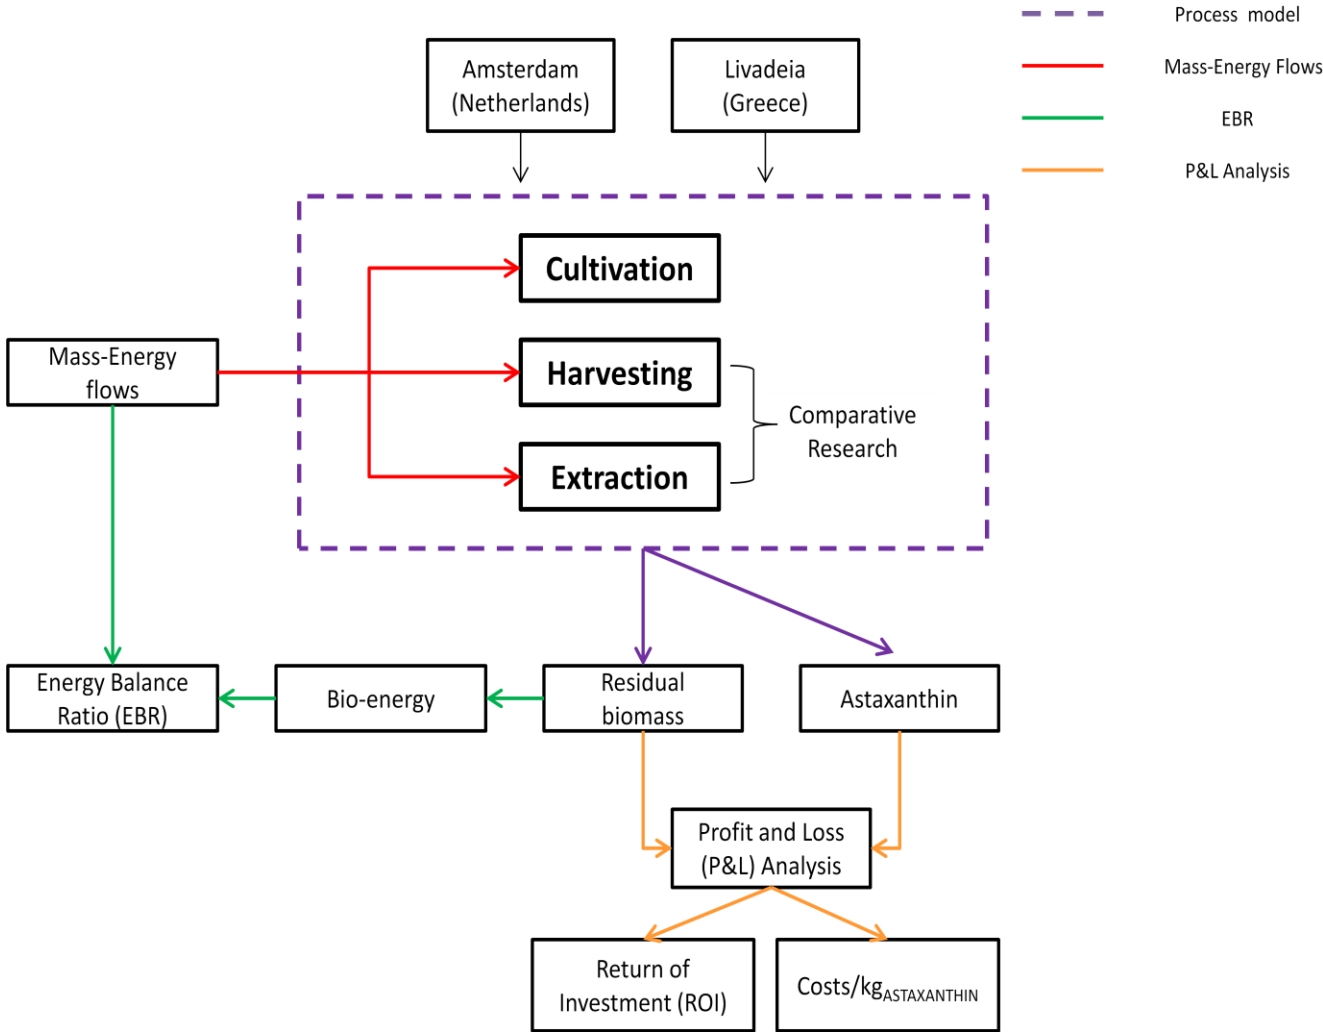 Process model
Mass-Energy Flows
EBR
P&L Analysis
Amsterdam
(Netherlands)
Livadeia
(Greece)
Cultivation
Harvesting
Extraction
Comparative
Research
Mass-Energy
flows
Energy Balance
Ratio (EBR)
Bio-energy
Residual
biomass
Astaxanthin
Profit and Loss
(P&L) Analysis
Return of
Investment (ROI)
Costs/kgASTAXANTHIN